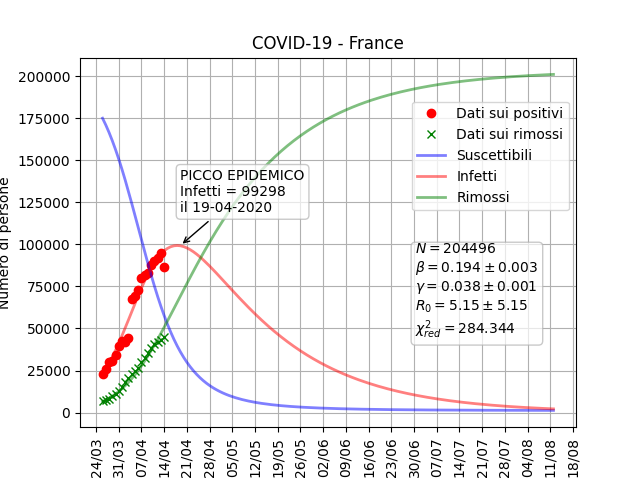 COVID-19 - France
Numero di persone
200000
175000
150000
125000
100000
75000
50000
25000
0
PICCO EPIDEMICO
Infetti = 99298
il 19-04-2020
Dati sui positivi
Dati sui rimossi
Suscettibili
Infetti
Rimossi
N = 204496
β = 0.194 ± 0.003
γ = 0.038 ± 0.001
R₀ = 5.15 ± 5.15
χ²red = 284.344
24/03
31/03
07/04
14/04
21/04
28/04
05/05
12/05
19/05
26/05
02/06
09/06
16/06
23/06
30/06
07/07
14/07
21/07
28/07
04/08
11/08
18/08